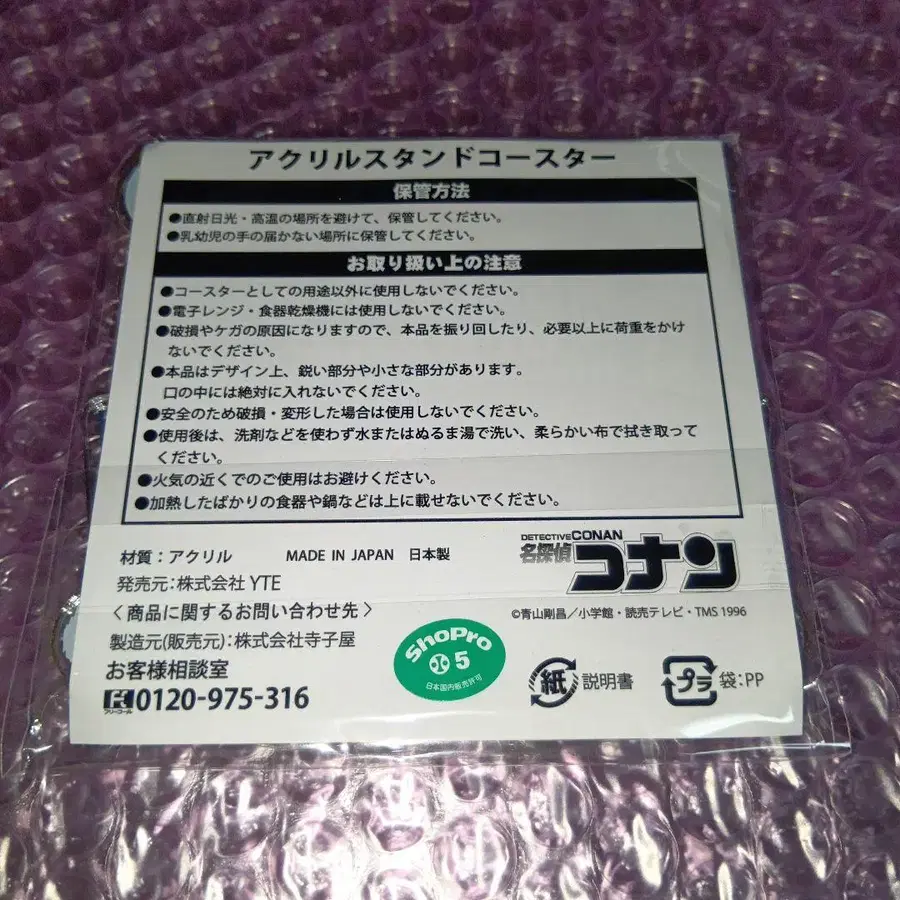 アクリルスタンドコースター
保管方法
●直射日光・高温の場所を避けて、保管してください。
●乳幼児の手の届かない場所に保管してください。
お取り扱い上の注意
●コースターとしての用途以外に使用しないでください。
●電子レンジ・食器乾燥機には使用しないでください。
●破損やケガの原因になりますので、本品を振り回したり、必要以上に荷重をかけ
ないでください。
●本品はデザイン上、鋭い部分や小さな部分があります。
口の中には絶対に入れないでください。
●安全のため破損・変形した場合は使用しないでください。
●使用後は、洗剤などを使わず水またはぬるま湯で洗い、柔らかい布で拭き取って
ください。
●火気の近くでのご使用はお避けください。
●加熱したばかりの食器や鍋などは上に載せないでください。
材質：アクリル MADE IN JAPAN 日本製
発売元：株式会社 YTE
〈商品に関するお問い合わせ先〉
製造元(販売元)：株式会社寺子屋
お客様相談室
フリーコール
0120-975-316
DETECTIVE CONAN
名探偵
コナン
©青山剛昌／小学館・読売テレビ・TMS 1996
ShoPro
5
日本国内販売許可
紙 説明書
プラ 袋：PP